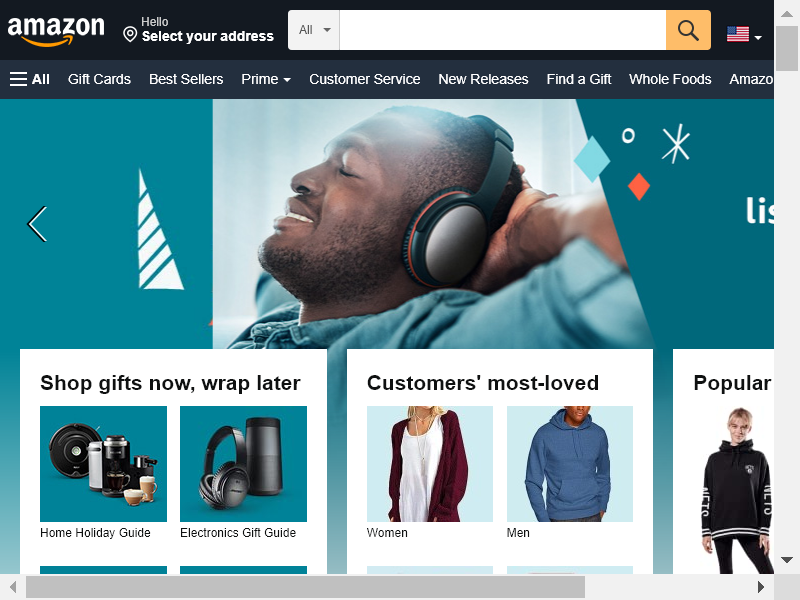 amazon
Hello
Select your address
All
All
Gift Cards
Best Sellers
Prime
Customer Service
New Releases
Find a Gift
Whole Foods
Amazo
lis
Shop gifts now, wrap later
Customers' most-loved
Popular
Home Holiday Guide
Electronics Gift Guide
Women
Men
NETS
NETS